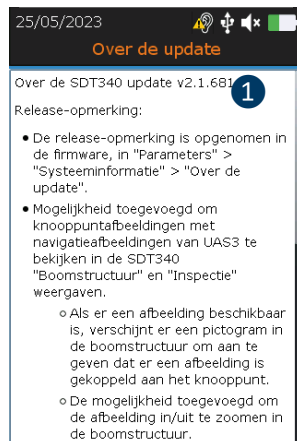 25/05/2023
Over de update
Over de SDT340 update v2.1.681
1
Release-opmerking:
• De release-opmerking is opgenomen in
de firmware, in "Parameters" >
"Systeeminformatie" > "Over de
update".
• Mogelijkheid toegevoegd om
knooppuntafbeeldingen met
navigatieafbeeldingen van UAS3 te
bekijken in de SDT340
"Boomstructuur" en "Inspectie"
weergaven.
o Als er een afbeelding beschikbaar
is, verschijnt er een pictogram in
de boomstructuur om aan te
geven dat er een afbeelding is
gekoppeld aan het knooppunt.
o De mogelijkheid toegevoegd om
de afbeelding in/uit te zoomen in
de boomstructuur.